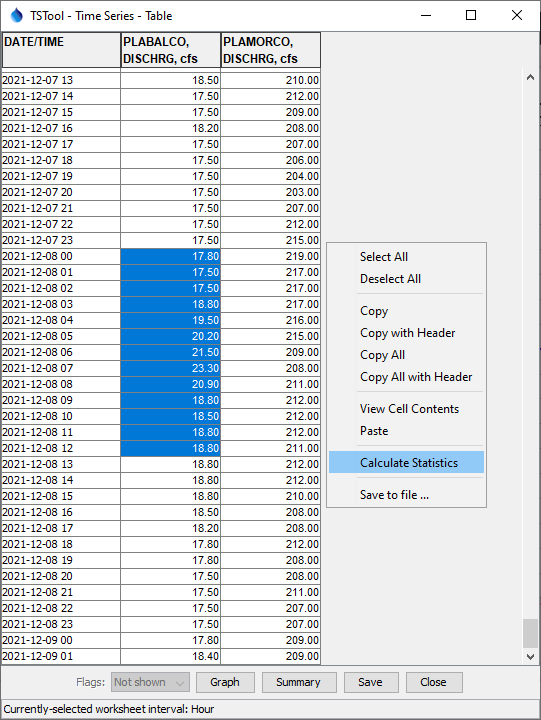 TSTool - Time Series - Table
DATE/TIME PLABALCO, DISCHRG, cfs PLAMORCO, DISCHRG, cfs
2021-12-07 13 18.50 210.00
2021-12-07 14 17.50 212.00
2021-12-07 15 17.50 209.00
2021-12-07 16 18.20 208.00
2021-12-07 17 17.50 207.00
2021-12-07 18 17.50 206.00
2021-12-07 19 17.50 204.00
2021-12-07 20 17.50 203.00
2021-12-07 21 17.50 207.00
2021-12-07 22 17.50 212.00
2021-12-07 23 17.50 215.00
2021-12-08 00 17.80 219.00
2021-12-08 01 17.50 217.00
2021-12-08 02 17.50 217.00
2021-12-08 03 18.80 217.00
2021-12-08 04 19.50 216.00
2021-12-08 05 20.20 215.00
2021-12-08 06 21.50 209.00
2021-12-08 07 23.30 208.00
2021-12-08 08 20.90 211.00
2021-12-08 09 18.80 212.00
2021-12-08 10 18.50 212.00
2021-12-08 11 18.80 212.00
2021-12-08 12 18.80 211.00
2021-12-08 13 18.80 212.00
2021-12-08 14 18.80 212.00
2021-12-08 15 18.80 210.00
2021-12-08 16 18.50 208.00
2021-12-08 17 18.20 208.00
2021-12-08 18 17.80 212.00
2021-12-08 19 17.80 208.00
2021-12-08 20 17.50 208.00
2021-12-08 21 17.50 211.00
2021-12-08 22 17.50 207.00
2021-12-08 23 17.50 207.00
2021-12-09 00 17.80 209.00
2021-12-09 01 18.40 209.00
Select All
Deselect All
Copy
Copy with Header
Copy All
Copy All with Header
View Cell Contents
Paste
Calculate Statistics
Save to file ...
Flags: Not shown Graph Summary Save Close
Currently-selected worksheet interval: Hour